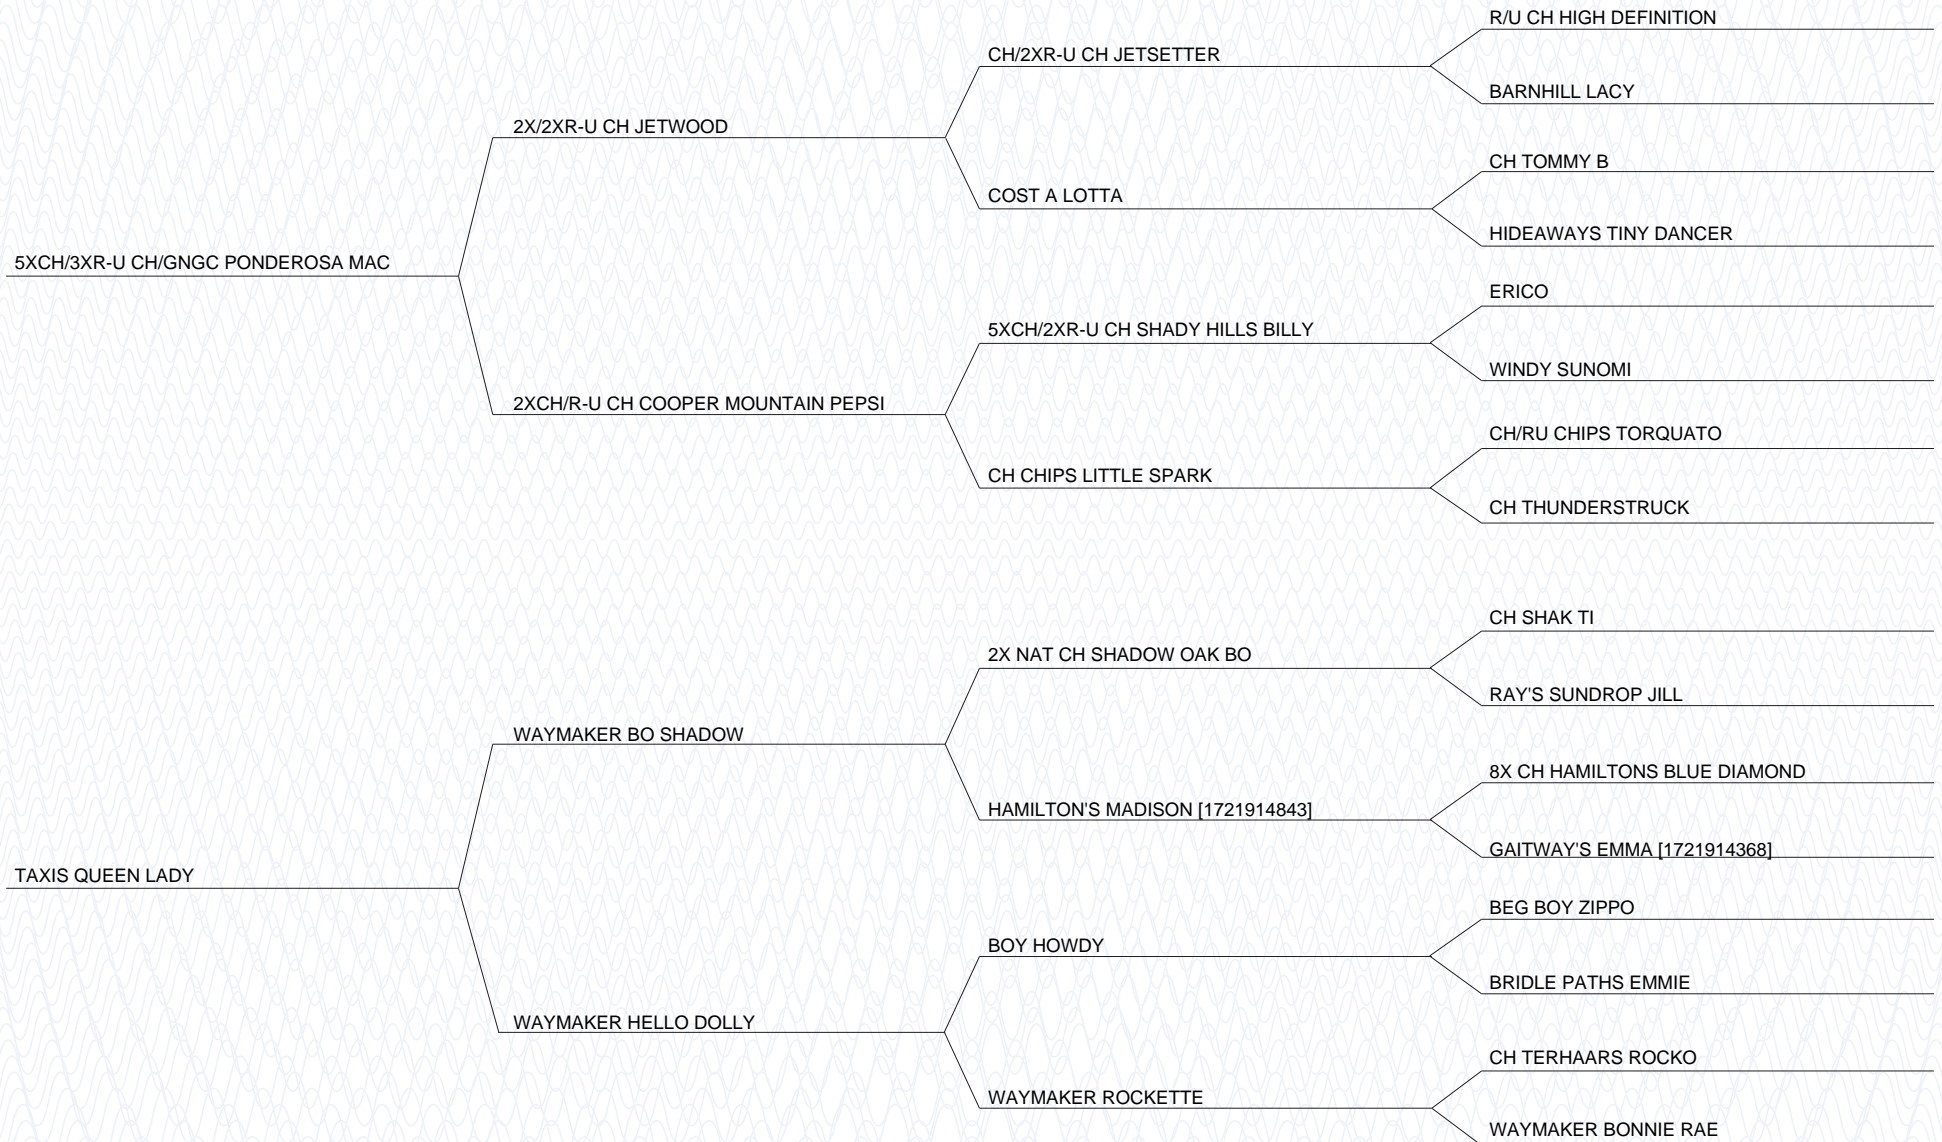 R/U CH HIGH DEFINITION
CH/2XR-U CH JETSETTER
BARNHILL LACY
2X/2XR-U CH JETWOOD
CH TOMMY B
COST A LOTTA
HIDEAWAYS TINY DANCER
5XCH/3XR-U CH/GNGC PONDEROSA MAC
ERICO
5XCH/2XR-U CH SHADY HILLS BILLY
WINDY SUNOMI
2XCH/R-U CH COOPER MOUNTAIN PEPSI
CH/RU CHIPS TORQUATO
CH CHIPS LITTLE SPARK
CH THUNDERSTRUCK
CH SHAK TI
2X NAT CH SHADOW OAK BO
RAY'S SUNDROP JILL
WAYMAKER BO SHADOW
8X CH HAMILTONS BLUE DIAMOND
HAMILTON'S MADISON [1721914843]
GAITWAY'S EMMA [1721914368]
TAXIS QUEEN LADY
BEG BOY ZIPPO
BOY HOWDY
BRIDLE PATHS EMMIE
WAYMAKER HELLO DOLLY
CH TERHAARS ROCKO
WAYMAKER ROCKETTE
WAYMAKER BONNIE RAE